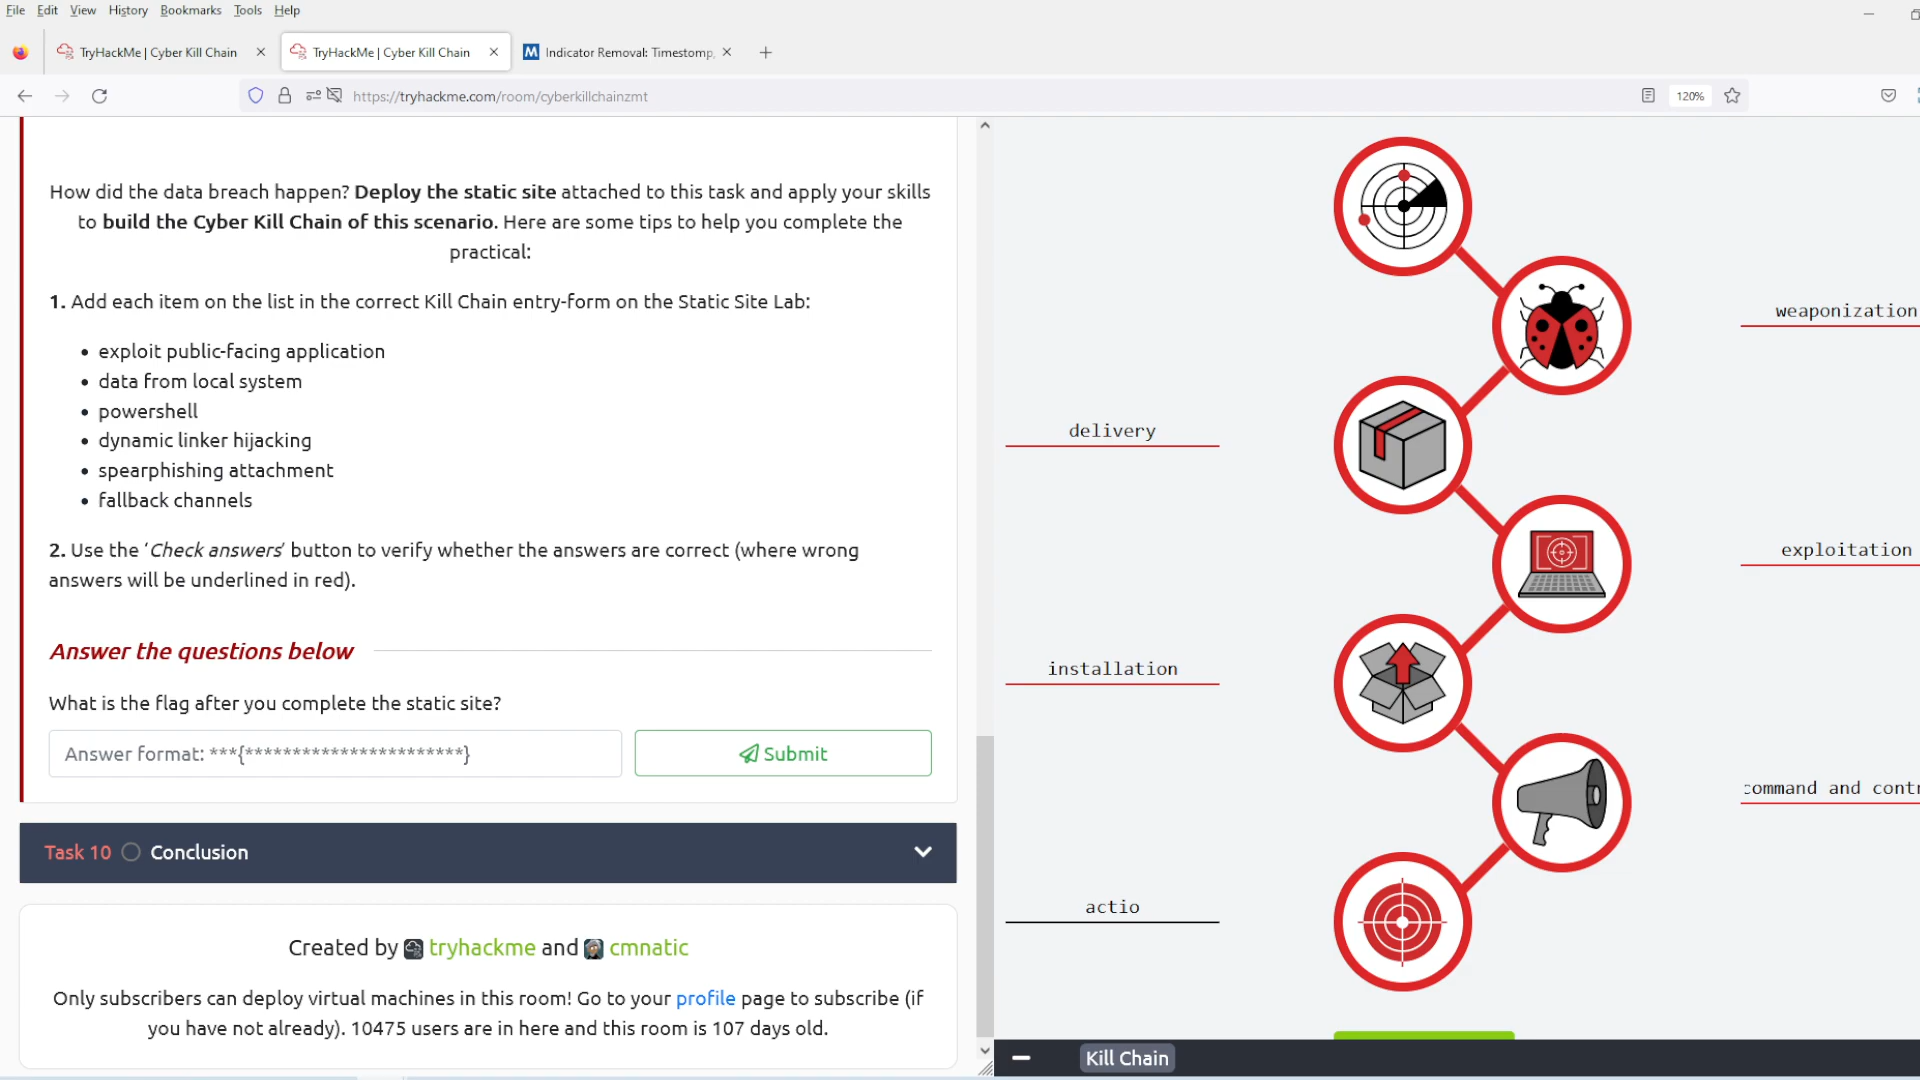 File Edit View History Bookmarks Tools Help
TryHackMe | Cyber Kill Chain
TryHackMe | Cyber Kill Chain
M Indicator Removal: Timestomp,
https://tryhackme.com/room/cyberkillchainzmt
120%
How did the data breach happen? Deploy the static site attached to this task and apply your skills
to build the Cyber Kill Chain of this scenario. Here are some tips to help you complete the
practical:
1. Add each item on the list in the correct Kill Chain entry-form on the Static Site Lab:
• exploit public-facing application
• data from local system
• powershell
• dynamic linker hijacking
• spearphishing attachment
• fallback channels
2. Use the 'Check answers' button to verify whether the answers are correct (where wrong
answers will be underlined in red).
Answer the questions below
What is the flag after you complete the static site?
Answer format: ***{***********************}
Submit
Task 10 Conclusion
Created by tryhackme and cmnatic
Only subscribers can deploy virtual machines in this room! Go to your profile page to subscribe (if
you have not already). 10475 users are in here and this room is 107 days old.
weaponization
delivery
exploitation
installation
command and contr
actio
Kill Chain